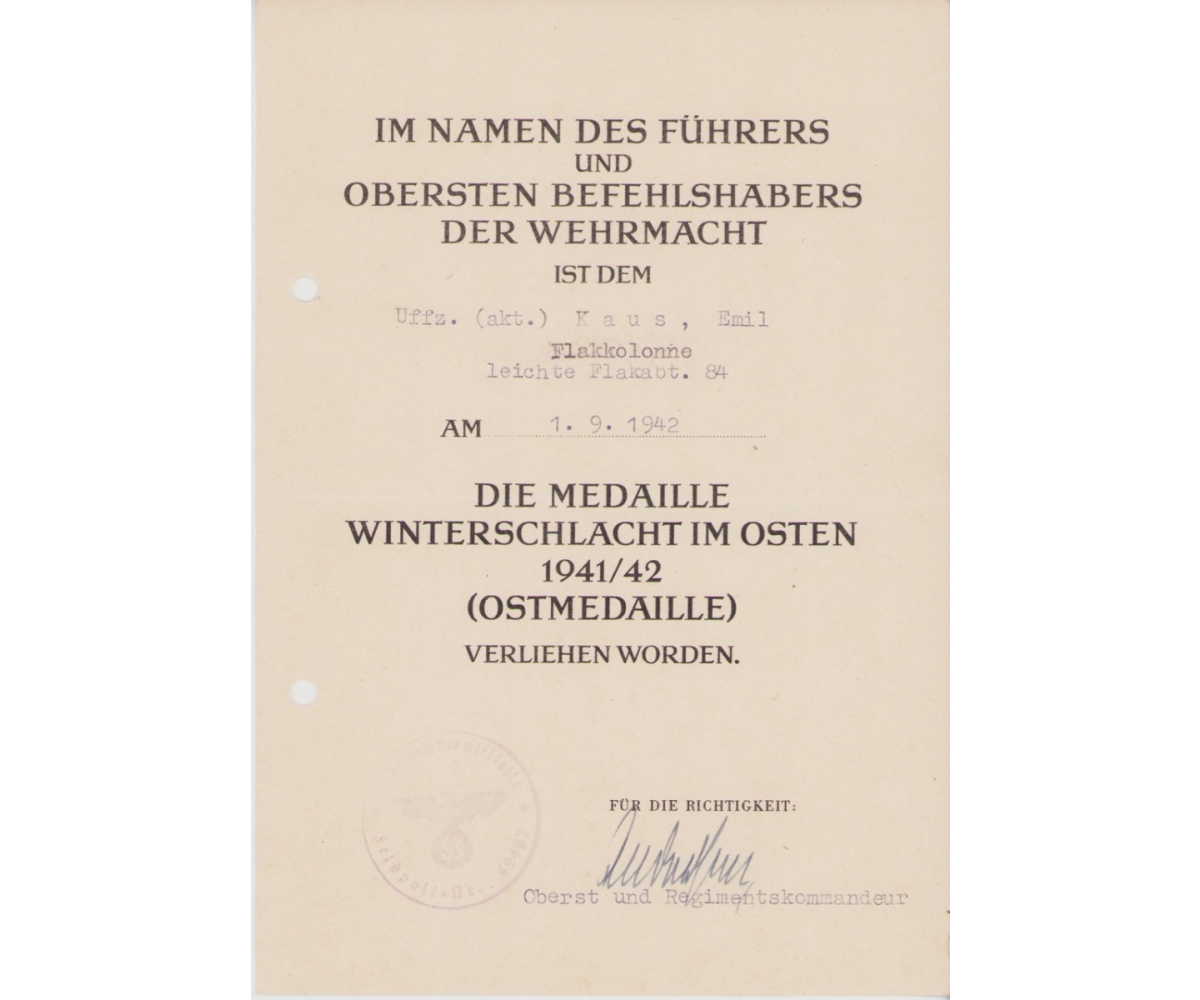 IM NAMEN DES FÜHRERS
UND
OBERSTEN BEFEHLSHABERS
DER WEHRMACHT
IST DEM
Uffz. (akt.) K a u s , Emil
Flakkolonne
leichte Flakabt. 84
AM 1. 9. 1942
DIE MEDAILLE
WINTERSCHLACHT IM OSTEN
1941/42
(OSTMEDAILLE)
VERLIEHEN WORDEN.
FÜR DIE RICHTIGKEIT:
Oberst und Regimentskommandeur
Feldpost-Nr.